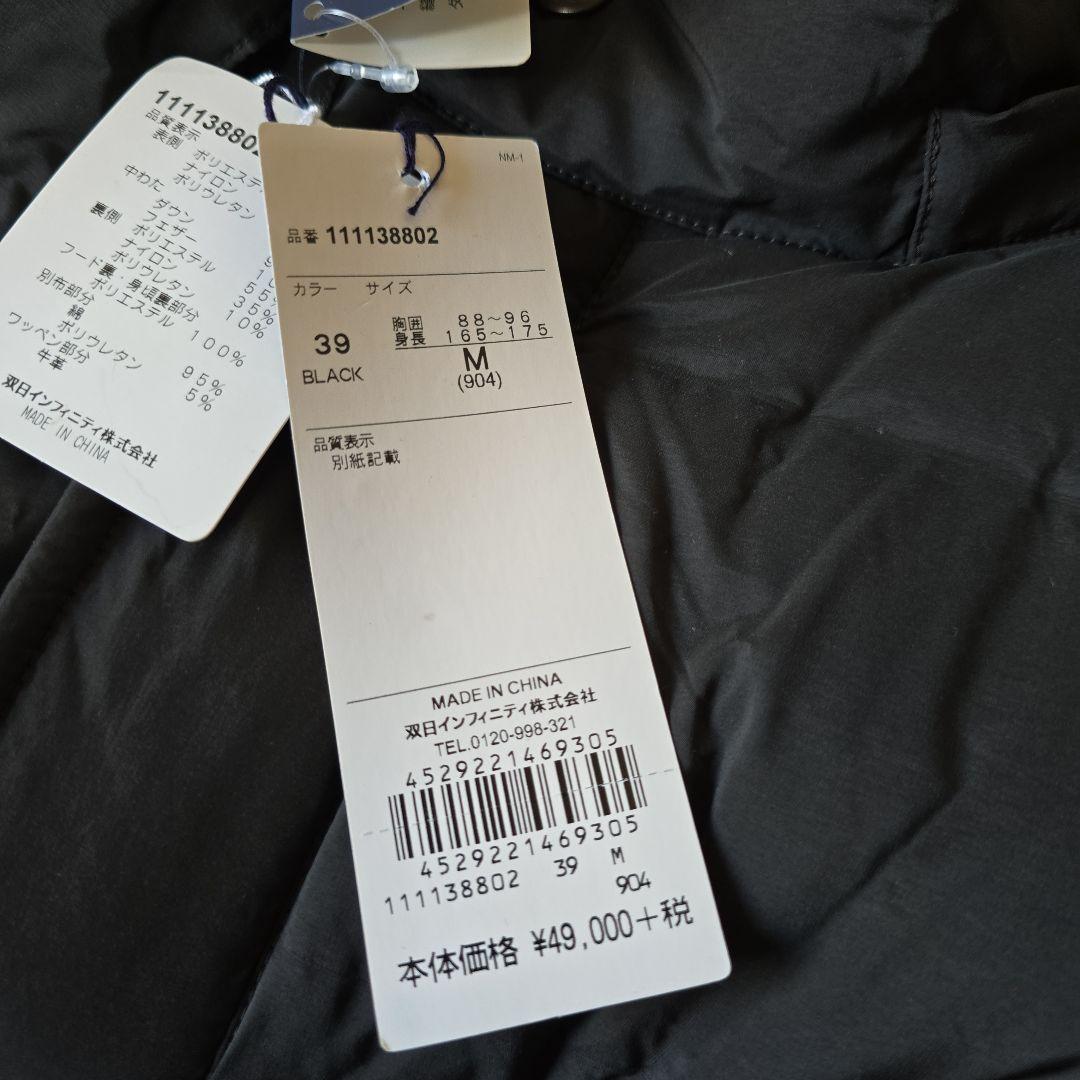 111138802
品質表示
表側
ポリエステ
ナイロン
ポリウレタン
中わた
ダウン
フェザー
裏側
ポリエステル 55%
ナイロン 35%
ポリウレタン 10%
フード裏・身頃裏部分
ポリエステル 100%
別布部分
綿 95%
ポリウレタン 5%
ワッペン部分
牛革
双日インフィニティ株式会社
MADE IN CHINA
NM-1
品番 111138802
カラー サイズ
39
BLACK
胸囲 88～96
身長 165～175
M
(904)
品質表示
別紙記載
MADE IN CHINA
双日インフィニティ株式会社
TEL.0120-998-321
4529221469305
4529221469305
111138802 39 M
904
本体価格 ¥49,000+税